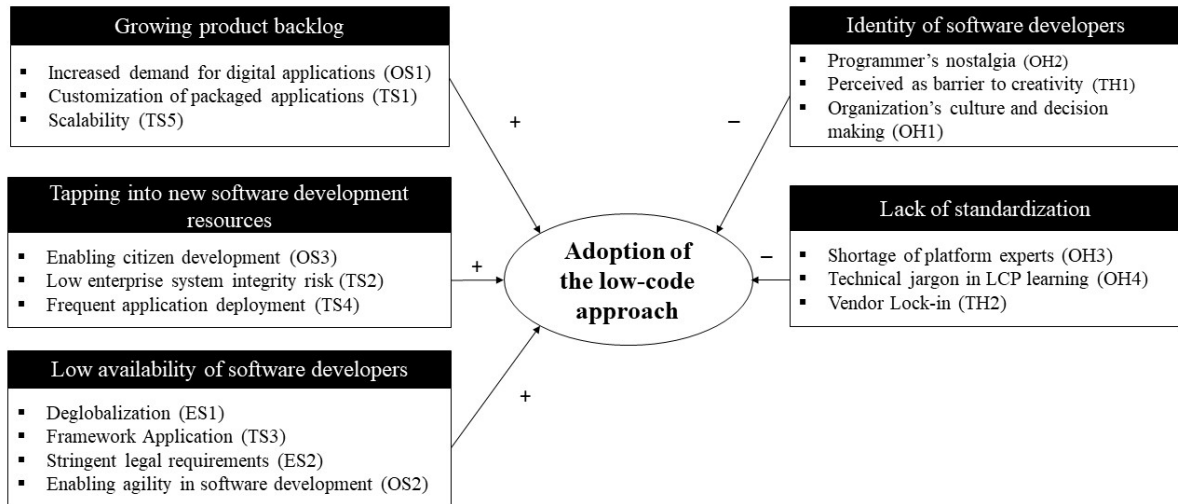 Growing product backlog
▪ Increased demand for digital applications (OS1)
▪ Customization of packaged applications (TS1)
▪ Scalability (TS5)
+
Tapping into new software development
resources
▪ Enabling citizen development (OS3)
▪ Low enterprise system integrity risk (TS2)
▪ Frequent application deployment (TS4)
+
Low availability of software developers
▪ Deglobalization (ES1)
▪ Framework Application (TS3)
▪ Stringent legal requirements (ES2)
▪ Enabling agility in software development (OS2)
+
Adoption of
the low-code
approach
Identity of software developers
▪ Programmer’s nostalgia (OH2)
▪ Perceived as barrier to creativity (TH1)
▪ Organization’s culture and decision
making (OH1)
–
Lack of standardization
▪ Shortage of platform experts (OH3)
▪ Technical jargon in LCP learning (OH4)
▪ Vendor Lock-in (TH2)
–